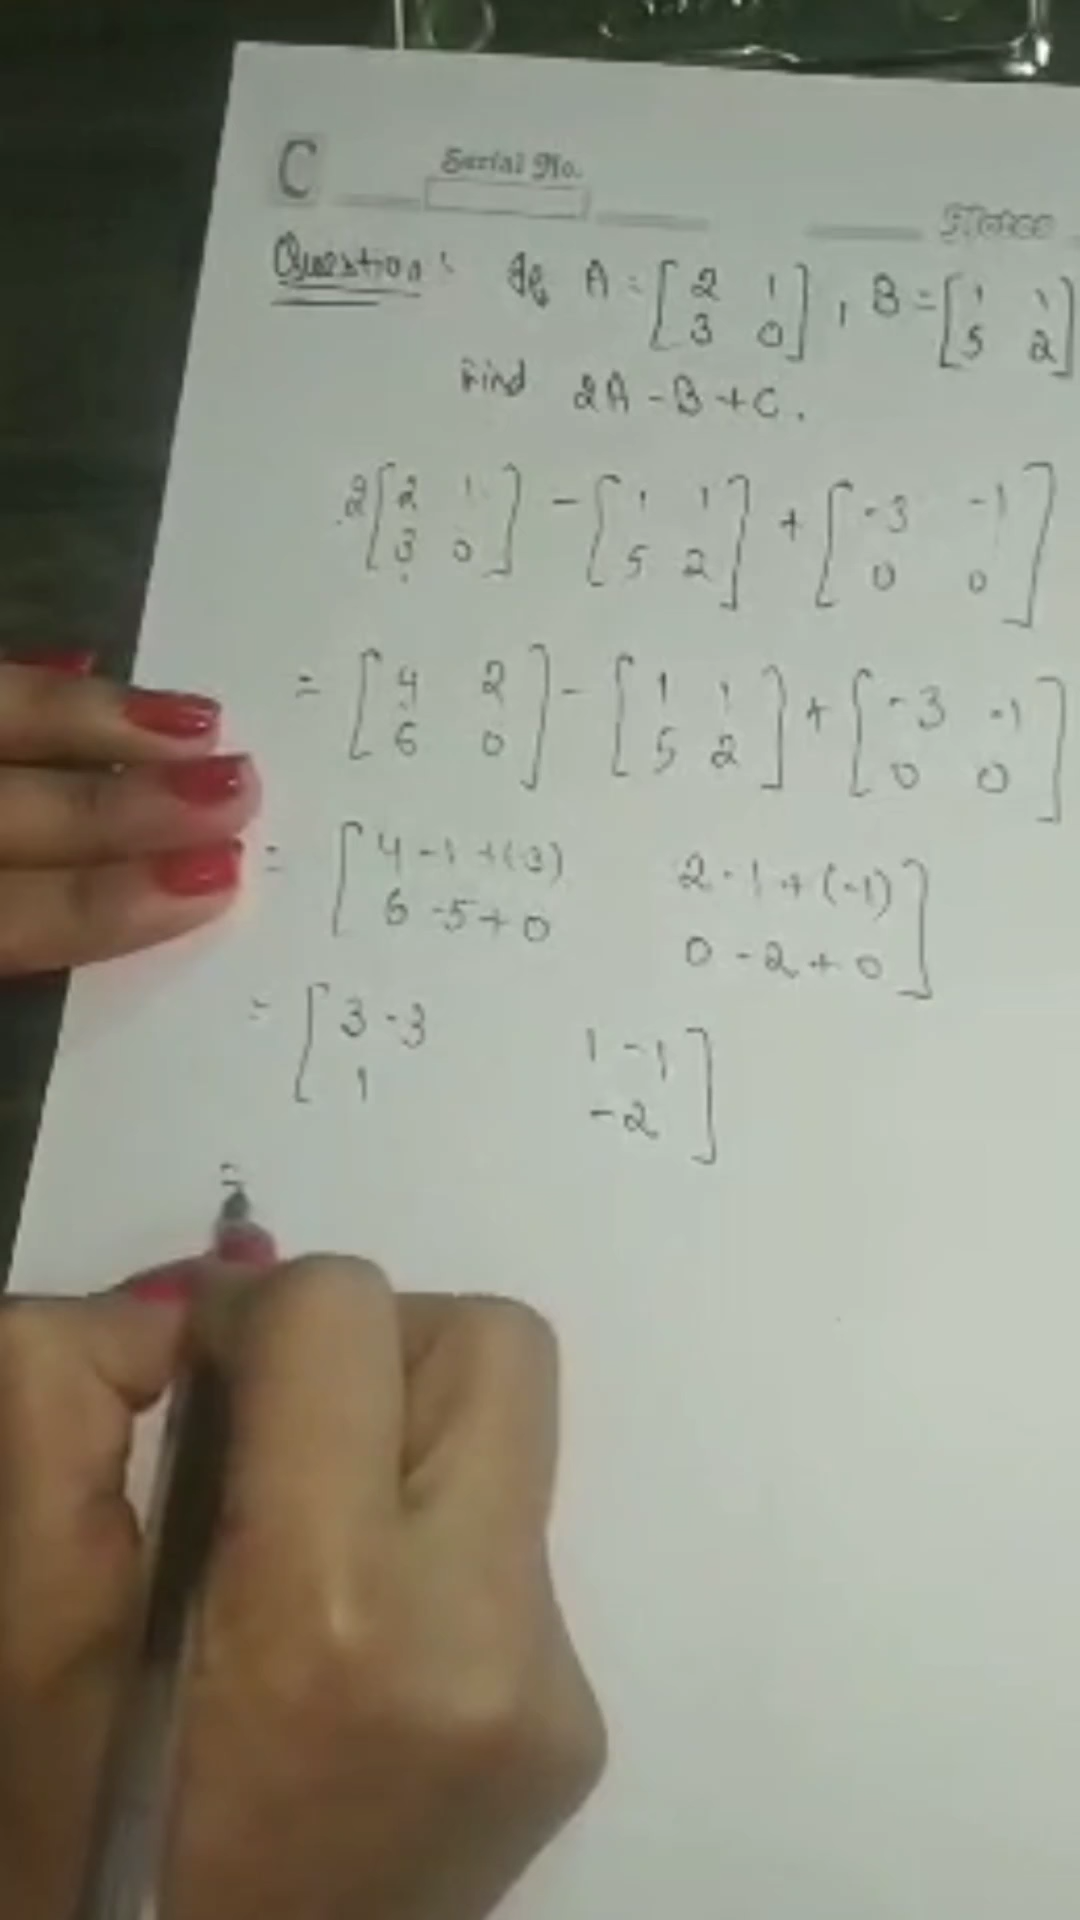 C Serial No. Notes
Question: If A = [2 1 3 0], B = [1 1 5 2]
Find 2A - B + C.
2[2 1 3 0] - [1 1 5 2] + [-3 -1 0 0]
= [4 2 6 0] - [1 1 5 2] + [-3 -1 0 0]
= [4 - 1 + (-3) 2 - 1 + (-1)
6 - 5 + 0 0 - 2 + 0]
= [3 - 3 1 - 1
1 -2]
=